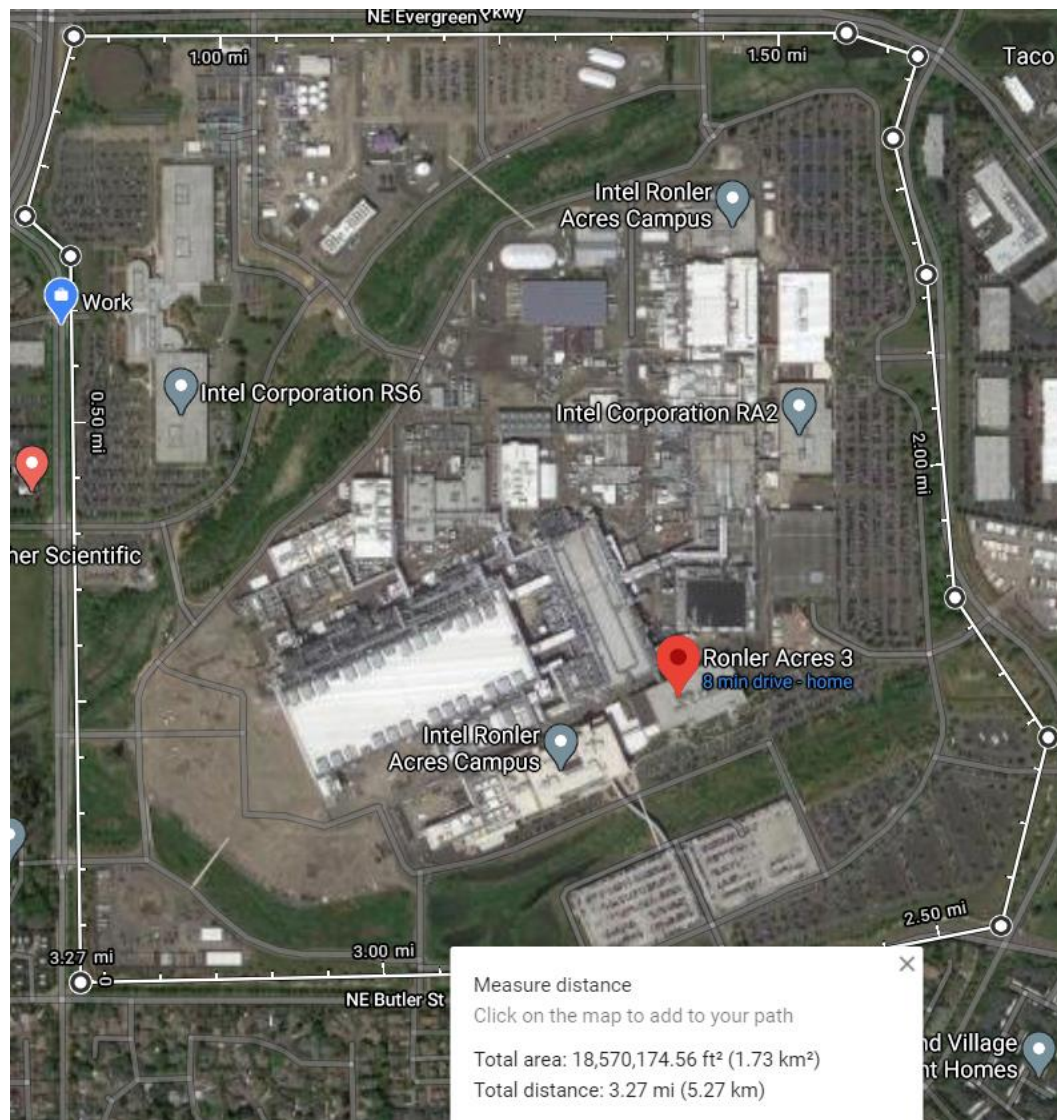 NE Evergreen Pkwy
1.00 mi
1.50 mi
Taco
Intel Ronler
Acres Campus
Work
Intel Corporation RS6
0.50 mi
Intel Corporation RA2
2.00 mi
ner Scientific
Ronler Acres 3
8 min drive - home
Intel Ronler
Acres Campus
2.50 mi
3.27 mi
0
3.00 mi
NE Butler St
Measure distance
Click on the map to add to your path
Total area: 18,570,174.56 ft² (1.73 km²)
Total distance: 3.27 mi (5.27 km)
nd Village
nt Homes